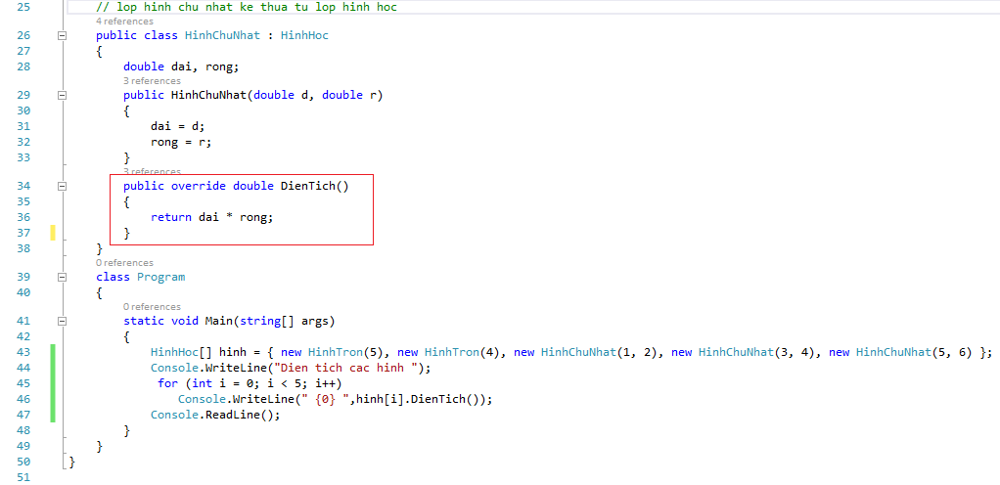 25 // lop hinh chu nhat ke thua tu lop hinh hoc
4 references
26 public class HinhChuNhat : HinhHoc
27 {
28 double dai, rong;
3 references
29 public HinhChuNhat(double d, double r)
30 {
31 dai = d;
32 rong = r;
33 }
3 references
34 public override double DienTich()
35 {
36 return dai * rong;
37 }
38 }
0 references
39 class Program
40 {
0 references
41 static void Main(string[] args)
42 {
43 HinhHoc[] hinh = { new HinhTron(5), new HinhTron(4), new HinhChuNhat(1, 2), new HinhChuNhat(3, 4), new HinhChuNhat(5, 6) };
44 Console.WriteLine("Dien tich cac hinh ");
45 for (int i = 0; i < 5; i++)
46 Console.WriteLine(" {0} ",hinh[i].DienTich());
47 Console.ReadLine();
48 }
49 }
50 }
51